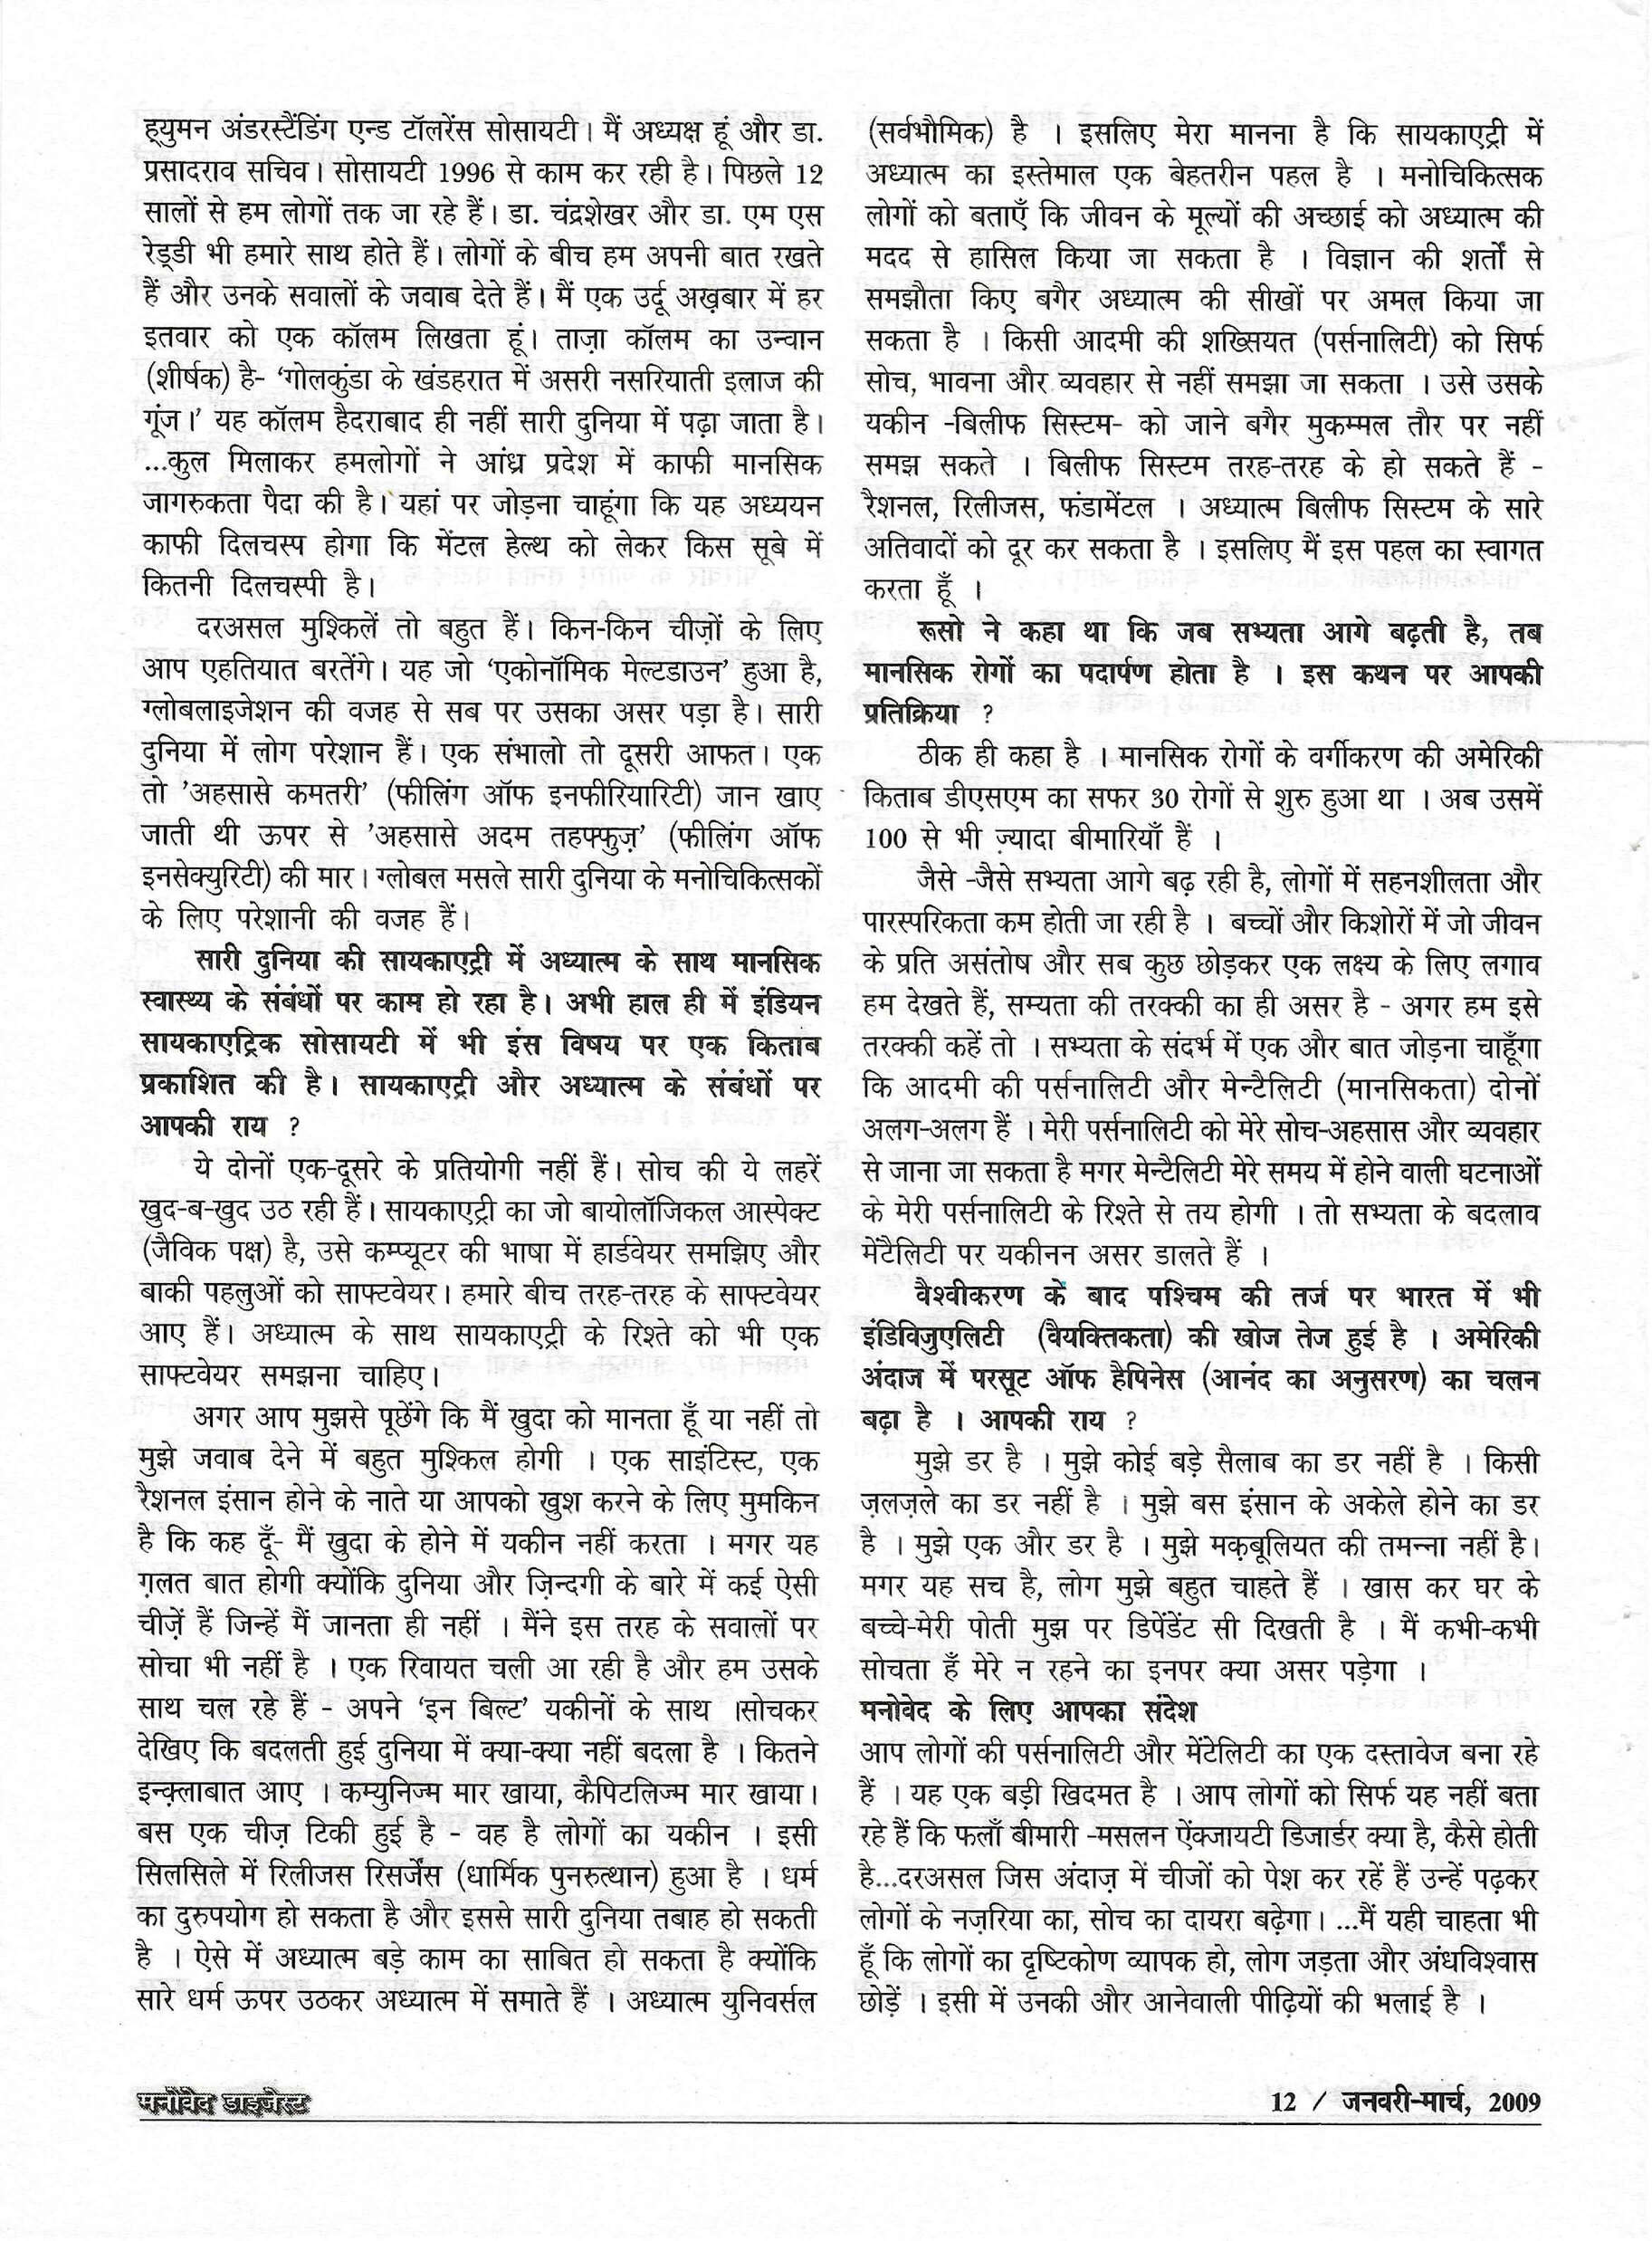 ह्युमन अंडरस्टैंडिंग एन्ड टॉलरेंस सोसायटी। मैं अध्यक्ष हूं और डा.
प्रसादराव सचिव। सोसायटी 1996 से काम कर रही है। पिछले 12
सालों से हम लोगों तक जा रहे हैं। डा. चंद्रशेखर और डा. एम एस
रेड्डी भी हमारे साथ होते हैं। लोगों के बीच हम अपनी बात रखते
हैं और उनके सवालों के जवाब देते हैं। मैं एक उर्दू अख़बार में हर
इतवार को एक कॉलम लिखता हूं। ताज़ा कॉलम का उन्वान
(शीर्षक) है- ‘गोलकुंडा के खंडहरात में असरी नसरियाती इलाज की
गूंज।’ यह कॉलम हैदराबाद ही नहीं सारी दुनिया में पढ़ा जाता है।
...कुल मिलाकर हमलोगों ने आंध्र प्रदेश में काफी मानसिक
जागरुकता पैदा की है। यहां पर जोड़ना चाहूंगा कि यह अध्ययन
काफी दिलचस्प होगा कि मेंटल हेल्थ को लेकर किस सूबे में
कितनी दिलचस्पी है।
दरअसल मुश्किलें तो बहुत हैं। किन-किन चीज़ों के लिए
आप एहतियात बरतेंगे। यह जो ‘एकोनॉमिक मेल्टडाउन’ हुआ है,
ग्लोबलाइजेशन की वजह से सब पर उसका असर पड़ा है। सारी
दुनिया में लोग परेशान हैं। एक संभालो तो दूसरी आफत। एक
तो ’अहसासे कमतरी’ (फीलिंग ऑफ इनफीरियारिटी) जान खाए
जाती थी ऊपर से ’अहसासे अदम तहफ्फुज़’ (फीलिंग ऑफ
इनसेक्युरिटी) की मार। ग्लोबल मसले सारी दुनिया के मनोचिकित्सकों
के लिए परेशानी की वजह हैं।
सारी दुनिया की सायकाएट्री में अध्यात्म के साथ मानसिक
स्वास्थ्य के संबंधों पर काम हो रहा है। अभी हाल ही में इंडियन
सायकाएट्रिक सोसायटी में भी इंस विषय पर एक किताब
प्रकाशित की है। सायकाएट्री और अध्यात्म के संबंधों पर
आपकी राय ?
ये दोनों एक-दूसरे के प्रतियोगी नहीं हैं। सोच की ये लहरें
खुद-ब-खुद उठ रही हैं। सायकाएट्री का जो बायोलॉजिकल आस्पेक्ट
(जैविक पक्ष) है, उसे कम्प्यूटर की भाषा में हार्डवेयर समझिए और
बाकी पहलुओं को साफ्टवेयर। हमारे बीच तरह-तरह के साफ्टवेयर
आए हैं। अध्यात्म के साथ सायकाएट्री के रिश्ते को भी एक
साफ्टवेयर समझना चाहिए।
अगर आप मुझसे पूछेंगे कि मैं खुदा को मानता हूँ या नहीं तो
मुझे जवाब देने में बहुत मुश्किल होगी । एक साइंटिस्ट, एक
रैशनल इंसान होने के नाते या आपको खुश करने के लिए मुमकिन
है कि कह दूँ- मैं खुदा के होने में यकीन नहीं करता । मगर यह
ग़लत बात होगी क्योंकि दुनिया और ज़िन्दगी के बारे में कई ऐसी
चीज़ें हैं जिन्हें मैं जानता ही नहीं । मैंने इस तरह के सवालों पर
सोचा भी नहीं है । एक रिवायत चली आ रही है और हम उसके
साथ चल रहे हैं - अपने ‘इन बिल्ट’ यकीनों के साथ ।सोचकर
देखिए कि बदलती हुई दुनिया में क्या-क्या नहीं बदला है । कितने
इन्क़्लाबात आए । कम्युनिज्म मार खाया, कैपिटलिज्म मार खाया।
बस एक चीज़ टिकी हुई है - वह है लोगों का यकीन । इसी
सिलसिले में रिलीजस रिसर्जेंस (धार्मिक पुनरुत्थान) हुआ है । धर्म
का दुरुपयोग हो सकता है और इससे सारी दुनिया तबाह हो सकती
है । ऐसे में अध्यात्म बड़े काम का साबित हो सकता है क्योंकि
सारे धर्म ऊपर उठकर अध्यात्म में समाते हैं । अध्यात्म युनिवर्सल
(सर्वभौमिक) है । इसलिए मेरा मानना है कि सायकाएट्री में
अध्यात्म का इस्तेमाल एक बेहतरीन पहल है । मनोचिकित्सक
लोगों को बताएँ कि जीवन के मूल्यों की अच्छाई को अध्यात्म की
मदद से हासिल किया जा सकता है । विज्ञान की शर्तों से
समझौता किए बगैर अध्यात्म की सीखों पर अमल किया जा
सकता है । किसी आदमी की शख्सियत (पर्सनालिटी) को सिर्फ
सोच, भावना और व्यवहार से नहीं समझा जा सकता । उसे उसके
यकीन -बिलीफ सिस्टम- को जाने बगैर मुकम्मल तौर पर नहीं
समझ सकते । बिलीफ सिस्टम तरह-तरह के हो सकते हैं -
रैशनल, रिलीजस, फंडामेंटल । अध्यात्म बिलीफ सिस्टम के सारे
अतिवादों को दूर कर सकता है । इसलिए मैं इस पहल का स्वागत
करता हूँ ।
रूसो ने कहा था कि जब सभ्यता आगे बढ़ती है, तब
मानसिक रोगों का पदार्पण होता है । इस कथन पर आपकी
प्रतिक्रिया ?
ठीक ही कहा है । मानसिक रोगों के वर्गीकरण की अमेरिकी
किताब डीएसएम का सफर 30 रोगों से शुरु हुआ था । अब उसमें
100 से भी ज़्यादा बीमारियाँ हैं ।
जैसे -जैसे सभ्यता आगे बढ़ रही है, लोगों में सहनशीलता और
पारस्परिकता कम होती जा रही है । बच्चों और किशोरों में जो जीवन
के प्रति असंतोष और सब कुछ छोड़कर एक लक्ष्य के लिए लगाव
हम देखते हैं, सम्यता की तरक्की का ही असर है - अगर हम इसे
तरक्की कहें तो । सभ्यता के संदर्भ में एक और बात जोड़ना चाहूँगा
कि आदमी की पर्सनालिटी और मेन्टैलिटी (मानसिकता) दोनों
अलग-अलग हैं । मेरी पर्सनालिटी को मेरे सोच-अहसास और व्यवहार
से जाना जा सकता है मगर मेन्टैलिटी मेरे समय में होने वाली घटनाओं
के मेरी पर्सनालिटी के रिश्ते से तय होगी । तो सभ्यता के बदलाव
मेंटैलिटी पर यकीनन असर डालते हैं ।
वैश्वीकरण के बाद पश्चिम की तर्ज पर भारत में भी
इंडिविजुएलिटी (वैयक्तिकता) की खोज तेज हुई है । अमेरिकी
अंदाज में परसूट ऑफ हैपिनेस (आनंद का अनुसरण) का चलन
बढ़ा है । आपकी राय ?
मुझे डर है । मुझे कोई बड़े सैलाब का डर नहीं है । किसी
ज़लज़ले का डर नहीं है । मुझे बस इंसान के अकेले होने का डर
है । मुझे एक और डर है । मुझे मक़बूलियत की तमन्ना नहीं है।
मगर यह सच है, लोग मुझे बहुत चाहते हैं । खास कर घर के
बच्चे-मेरी पोती मुझ पर डिपेंडेंट सी दिखती है । मैं कभी-कभी
सोचता हँ मेरे न रहने का इनपर क्या असर पड़ेगा ।
मनोवेद के लिए आपका संदेश
आप लोगों की पर्सनालिटी और मेंटेलिटी का एक दस्तावेज बना रहे
हैं । यह एक बड़ी खिदमत है । आप लोगों को सिर्फ यह नहीं बता
रहे हैं कि फलाँ बीमारी -मसलन ऐंक्जायटी डिजार्डर क्या है, कैसे होती
है...दरअसल जिस अंदाज़ में चीजों को पेश कर रहें हैं उन्हें पढ़कर
लोगों के नज़रिया का, सोच का दायरा बढ़ेगा। ...मैं यही चाहता भी
हूँ कि लोगों का दृष्टिकोण व्यापक हो, लोग जड़ता और अंधविश्वास
छोड़ें । इसी में उनकी और आनेवाली पीढ़ियों की भलाई है ।
मनोवेद डाइजेस्ट
12 / जनवरी-मार्च, 2009